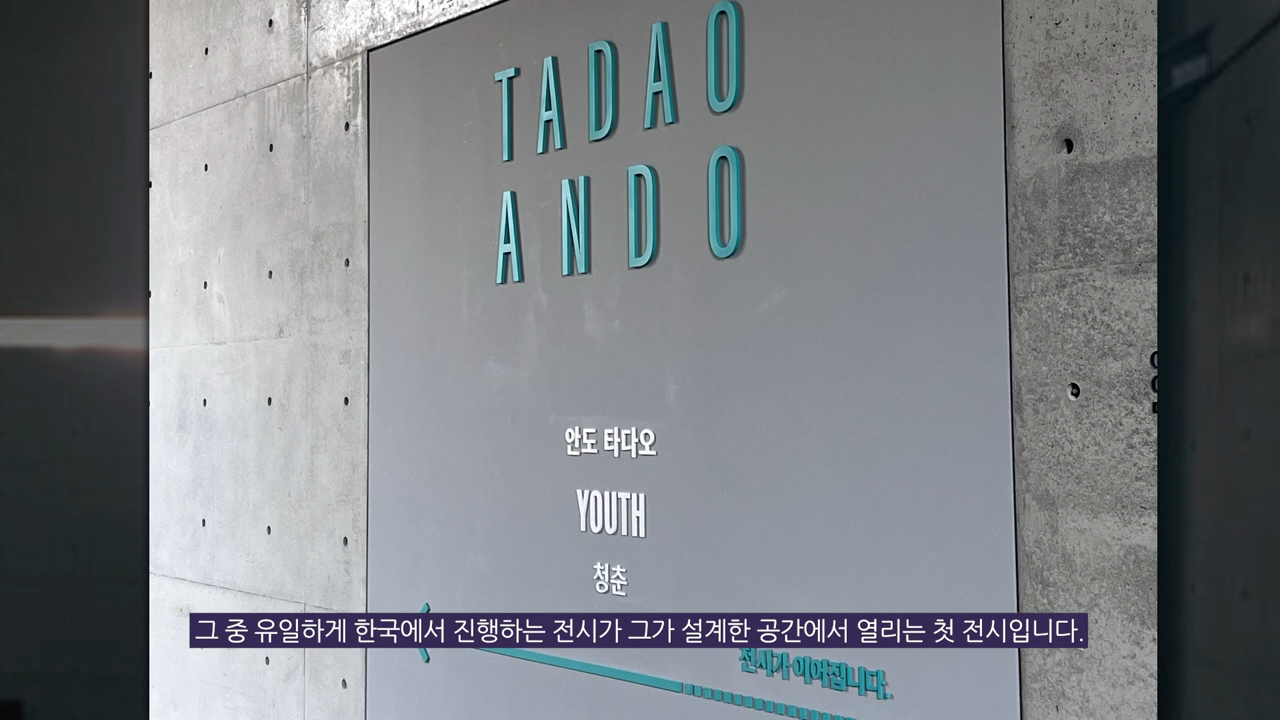 TADAO
ANDO
안도 타다오
YOUTH
청춘
그 중 유일하게 한국에서 진행하는 전시가 그가 설계한 공간에서 열리는 첫 전시입니다.
전시가 이어집니다.